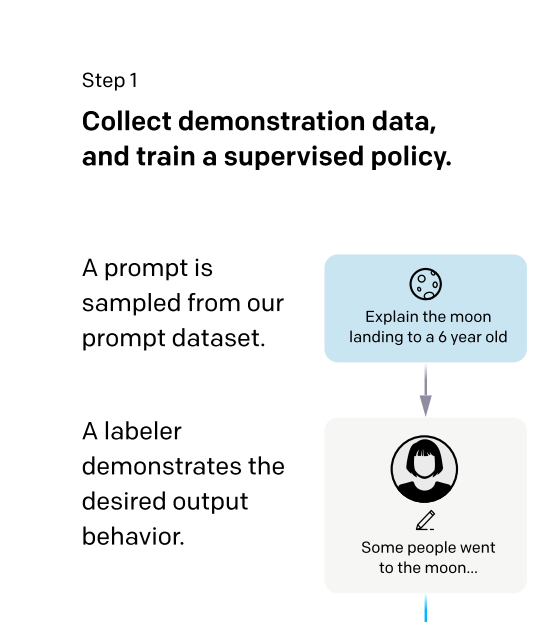 Step 1
Collect demonstration data,
and train a supervised policy.
A prompt is
sampled from our
prompt dataset.
Explain the moon
landing to a 6 year old
A labeler
demonstrates the
desired output
behavior.
Some people went
to the moon...